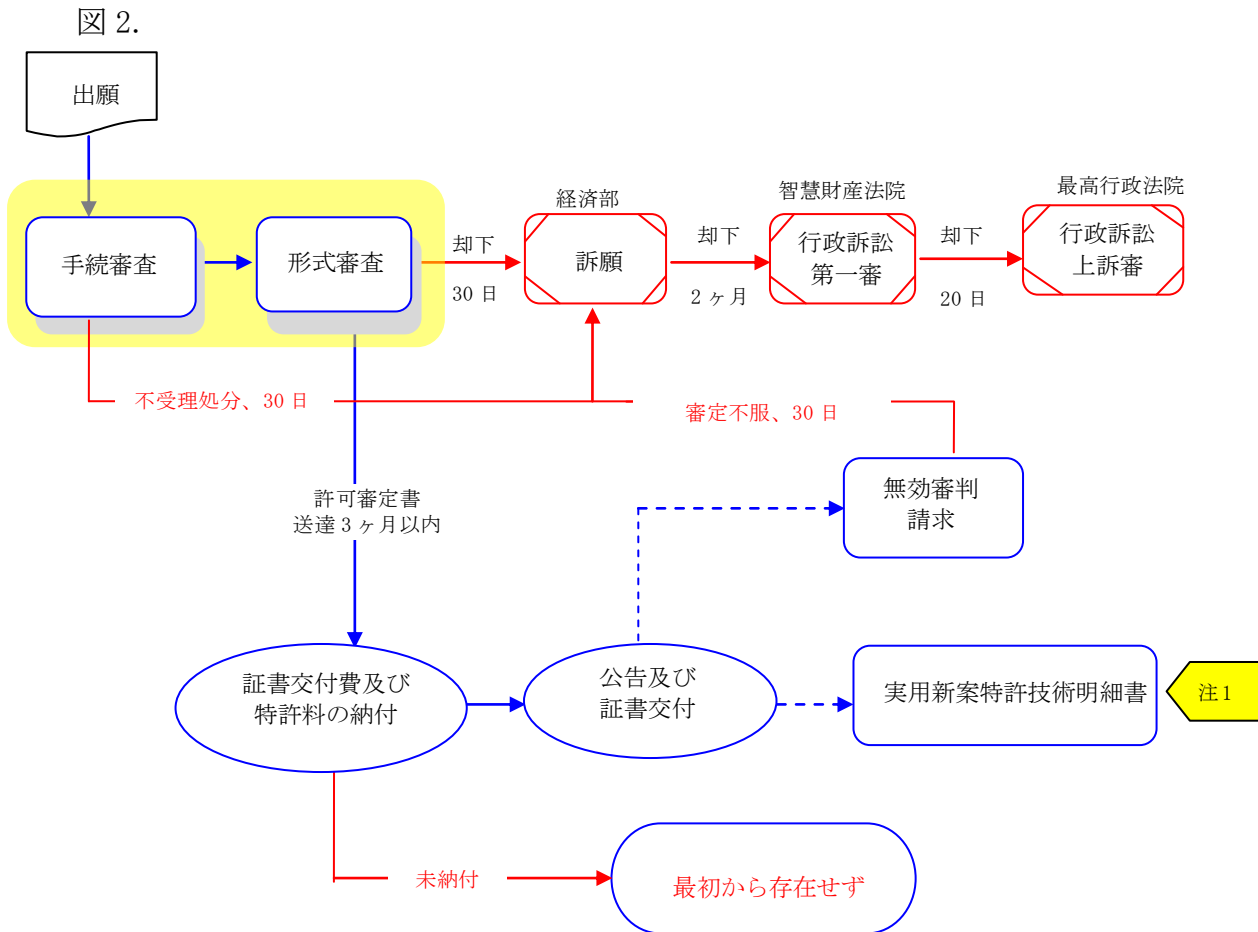 図 2.
出願
手続審査
形式審査
却下
30 日
経済部
訴願
却下
2 ヶ月
智慧財産法院
行政訴訟
第一審
却下
20 日
最高行政法院
行政訴訟
上訴審
不受理処分、30 日
審定不服、30 日
許可審定書
送達 3 ヶ月以内
無効審判
請求
証書交付費及び
特許料の納付
公告及び
証書交付
実用新案特許技術明細書
注1
未納付
最初から存在せず